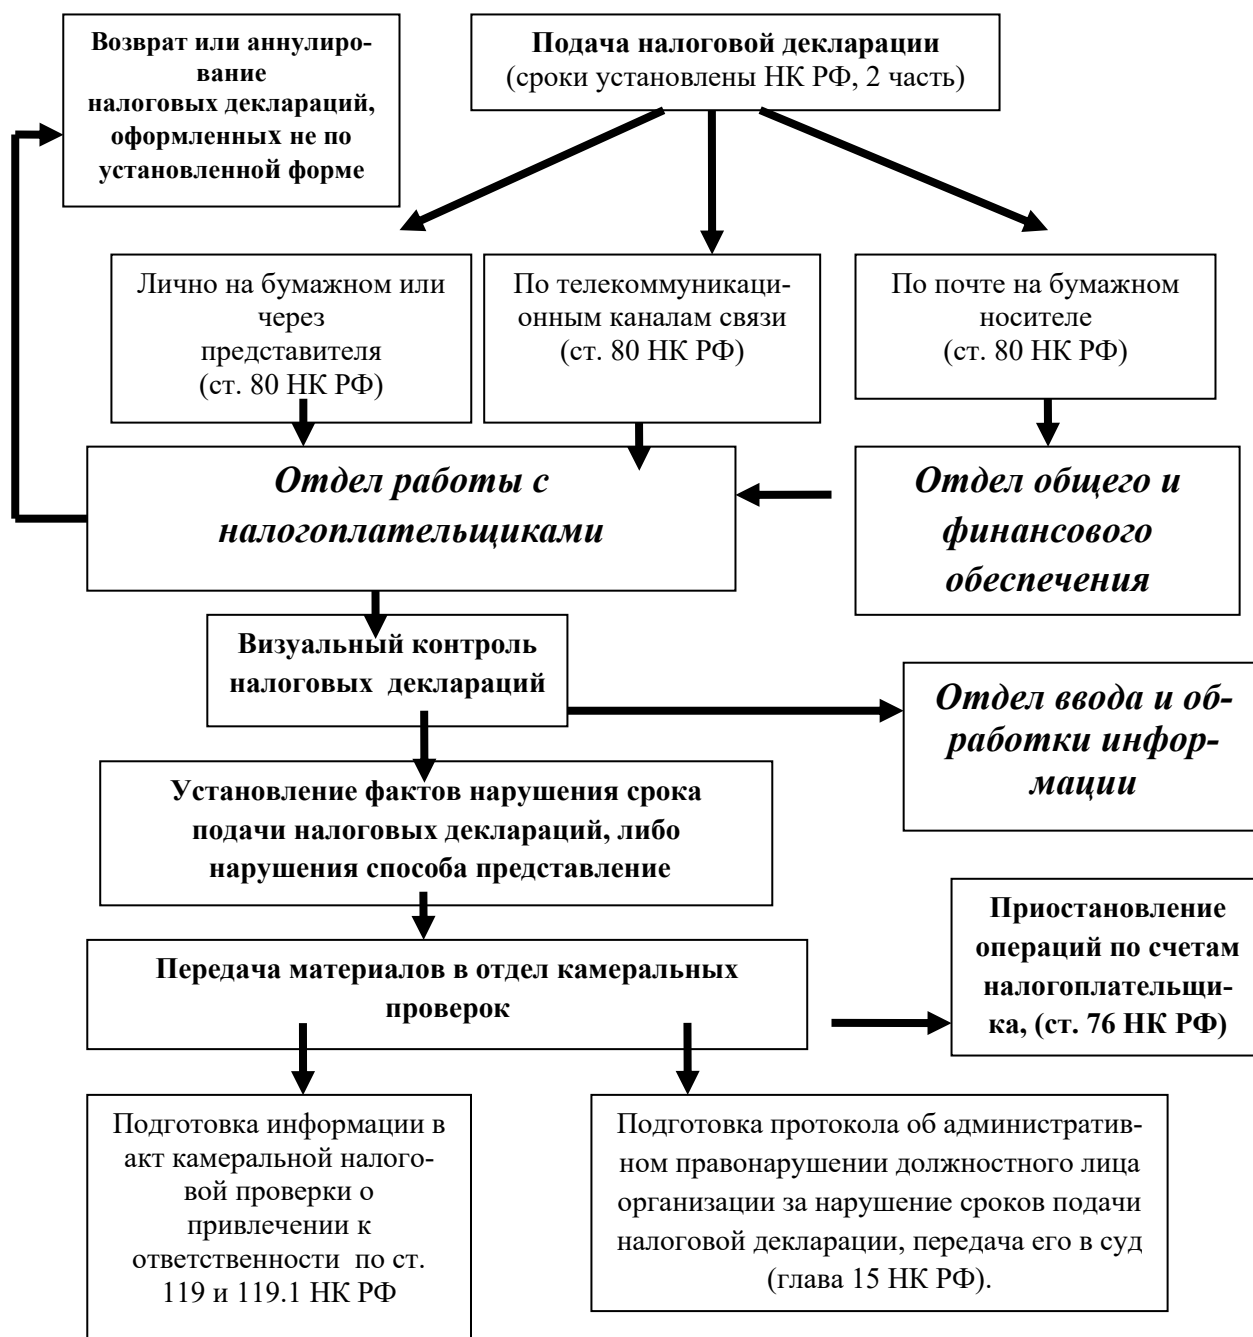 Возврат или аннулиро-
вание
налоговых деклараций,
оформленных не по
установленной форме
Подача налоговой декларации
(сроки установлены НК РФ, 2 часть)
Лично на бумажном или
через
представителя
(ст. 80 НК РФ)
По телекоммуникаци-
онным каналам связи
(ст. 80 НК РФ)
По почте на бумажном
носителе
(ст. 80 НК РФ)
Отдел работы с
налогоплательщиками
Отдел общего и
финансового
обеспечения
Визуальный контроль
налоговых деклараций
Отдел ввода и об-
работки инфор-
мации
Установление фактов нарушения срока
подачи налоговых деклараций, либо
нарушения способа представление
Приостановление
операций по счетам
налогоплательщи-
ка, (ст. 76 НК РФ)
Передача материалов в отдел камеральных
проверок
Подготовка информации в
акт камеральной налого-
вой проверки о
привлечении к
ответственности по ст.
119 и 119.1 НК РФ
Подготовка протокола об административ-
ном правонарушении должностного лица
организации за нарушение сроков подачи
налоговой декларации, передача его в суд
(глава 15 НК РФ).